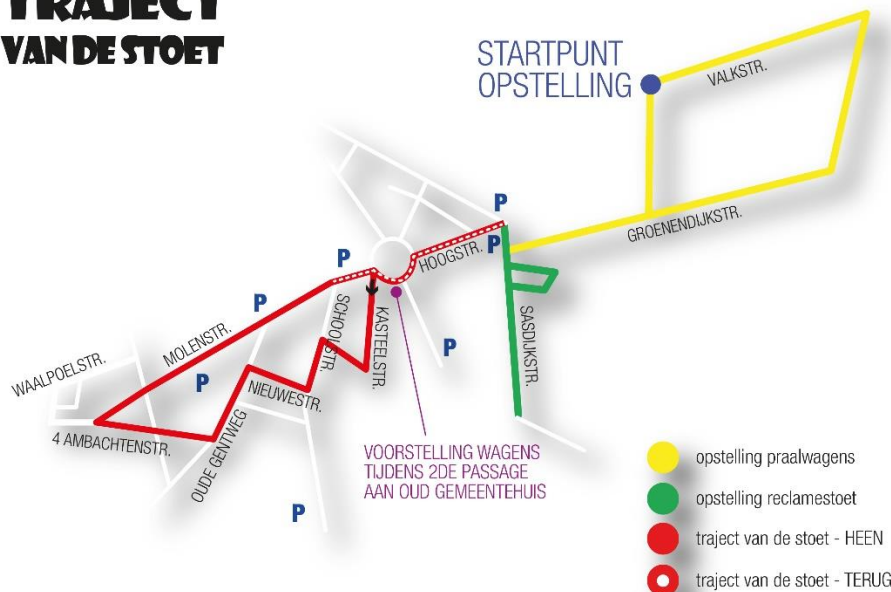 TRAJECT
VAN DE STOET
STARTPUNT
OPSTELLING
VALKSTR.
GROENENDIJKSTR.
P
P
HOOGSTR.
P
P
MOLENSTR.
SCHOOLSTR.
KASTEELSTR.
SASDIJKSTR.
P
WAALPOELSTR.
P
NIEUWESTR.
4 AMBACHTENSTR.
OUDE GENTWEG
P
VOORSTELLING WAGENS
TIJDENS 2DE PASSAGE
AAN OUD GEMEENTEHUIS
opstelling praalwagens
opstelling reclamestoet
traject van de stoet - HEEN
traject van de stoet - TERUG